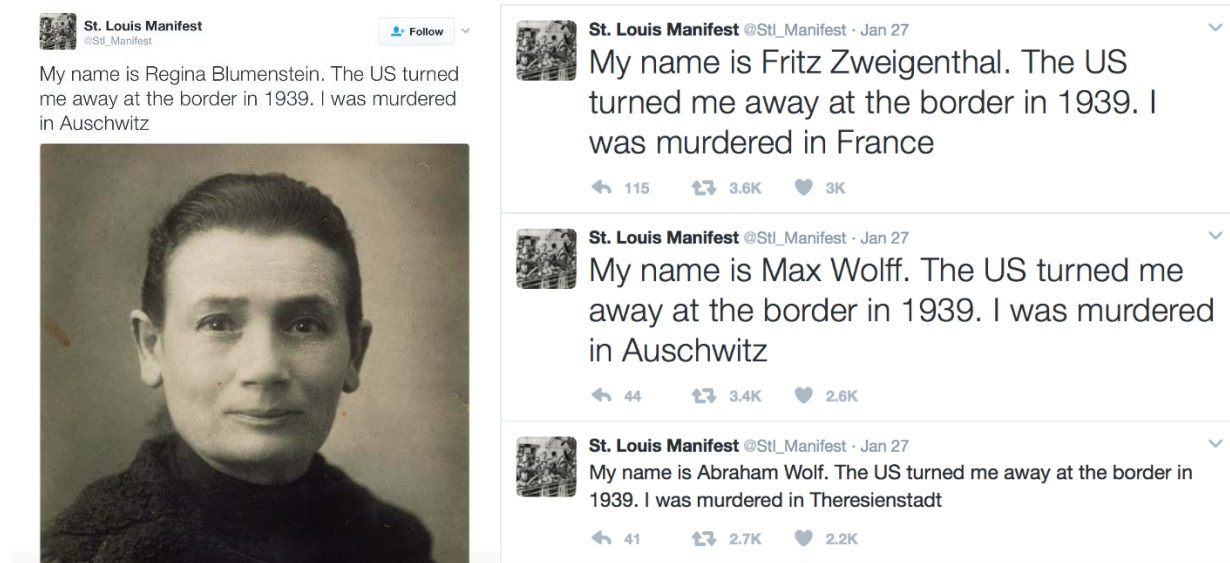 St. Louis Manifest
@Stl_Manifest
Follow
My name is Regina Blumenstein. The US turned
me away at the border in 1939. I was murdered
in Auschwitz
St. Louis Manifest @Stl_Manifest · Jan 27
My name is Fritz Zweigenthal. The US
turned me away at the border in 1939. I
was murdered in France
115 3.6K 3K
St. Louis Manifest @Stl_Manifest · Jan 27
My name is Max Wolff. The US turned me
away at the border in 1939. I was murdered
in Auschwitz
44 3.4K 2.6K
St. Louis Manifest @Stl_Manifest · Jan 27
My name is Abraham Wolf. The US turned me away at the border in
1939. I was murdered in Theresienstadt
41 2.7K 2.2K